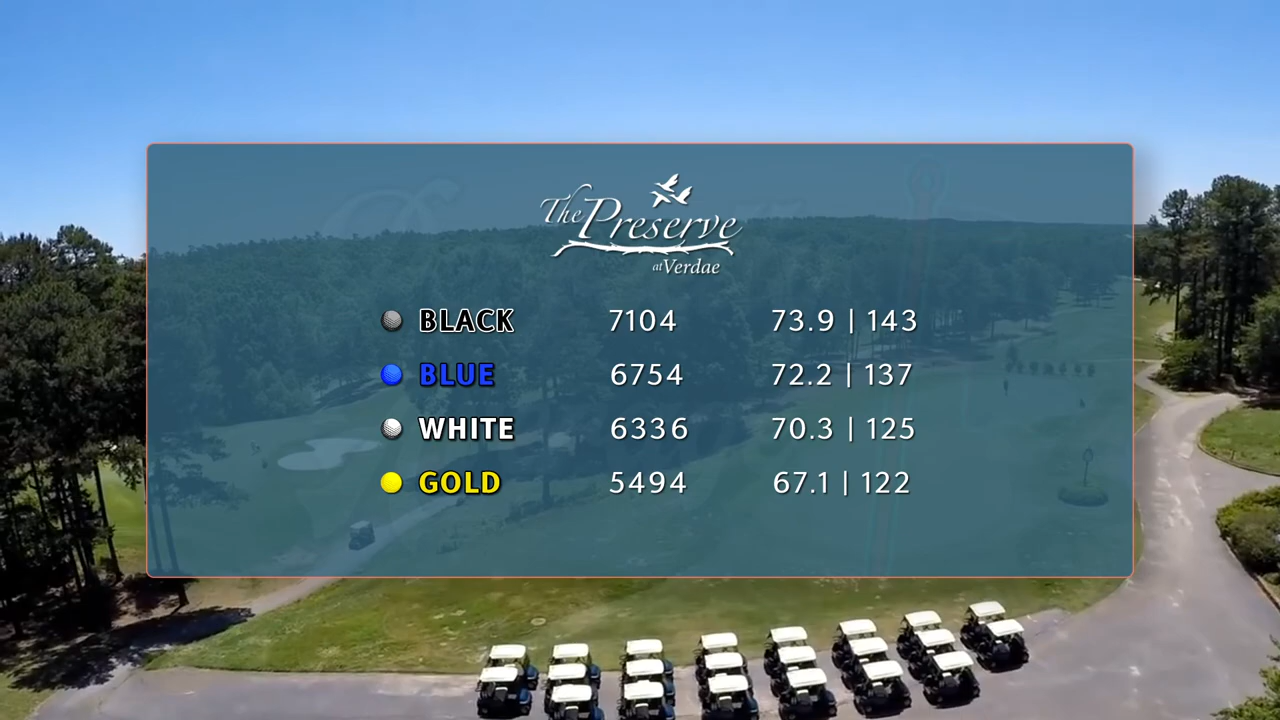 The Preserve
at Verdae
BLACK 7104 73.9 | 143
BLUE 6754 72.2 | 137
WHITE 6336 70.3 | 125
GOLD 5494 67.1 | 122